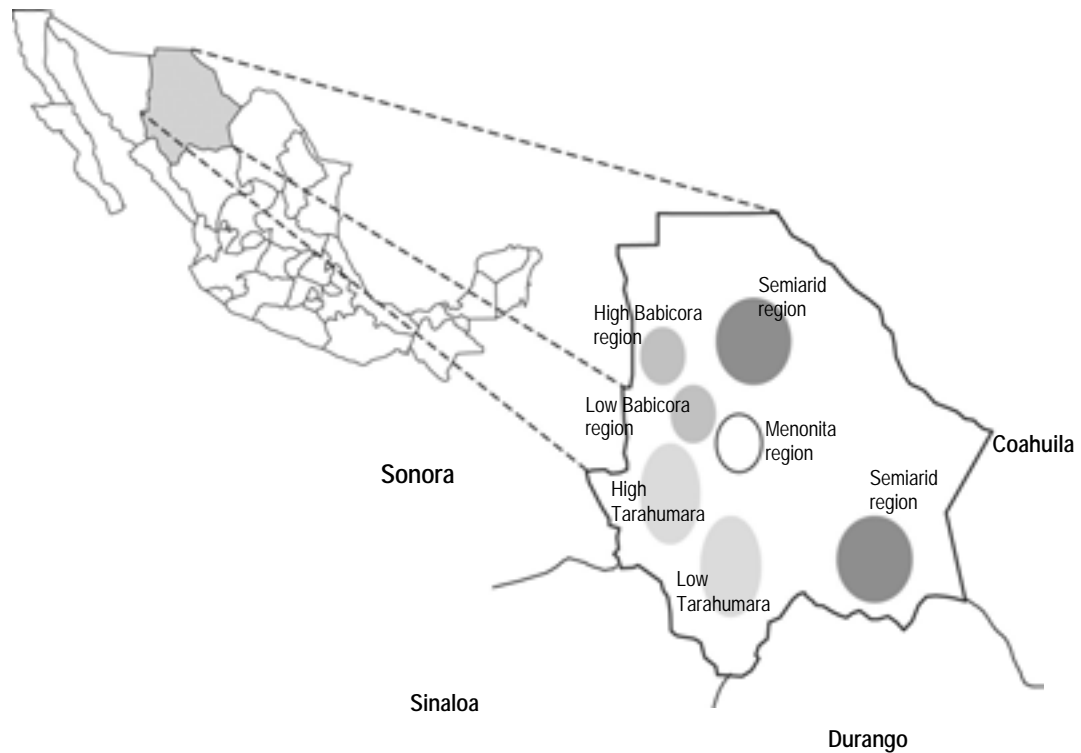 Semiarid
region
High Babicora
region
Low Babicora
region
Menonita
region
Coahuila
Sonora
High
Tarahumara
Semiarid
region
Low
Tarahumara
Sinaloa
Durango